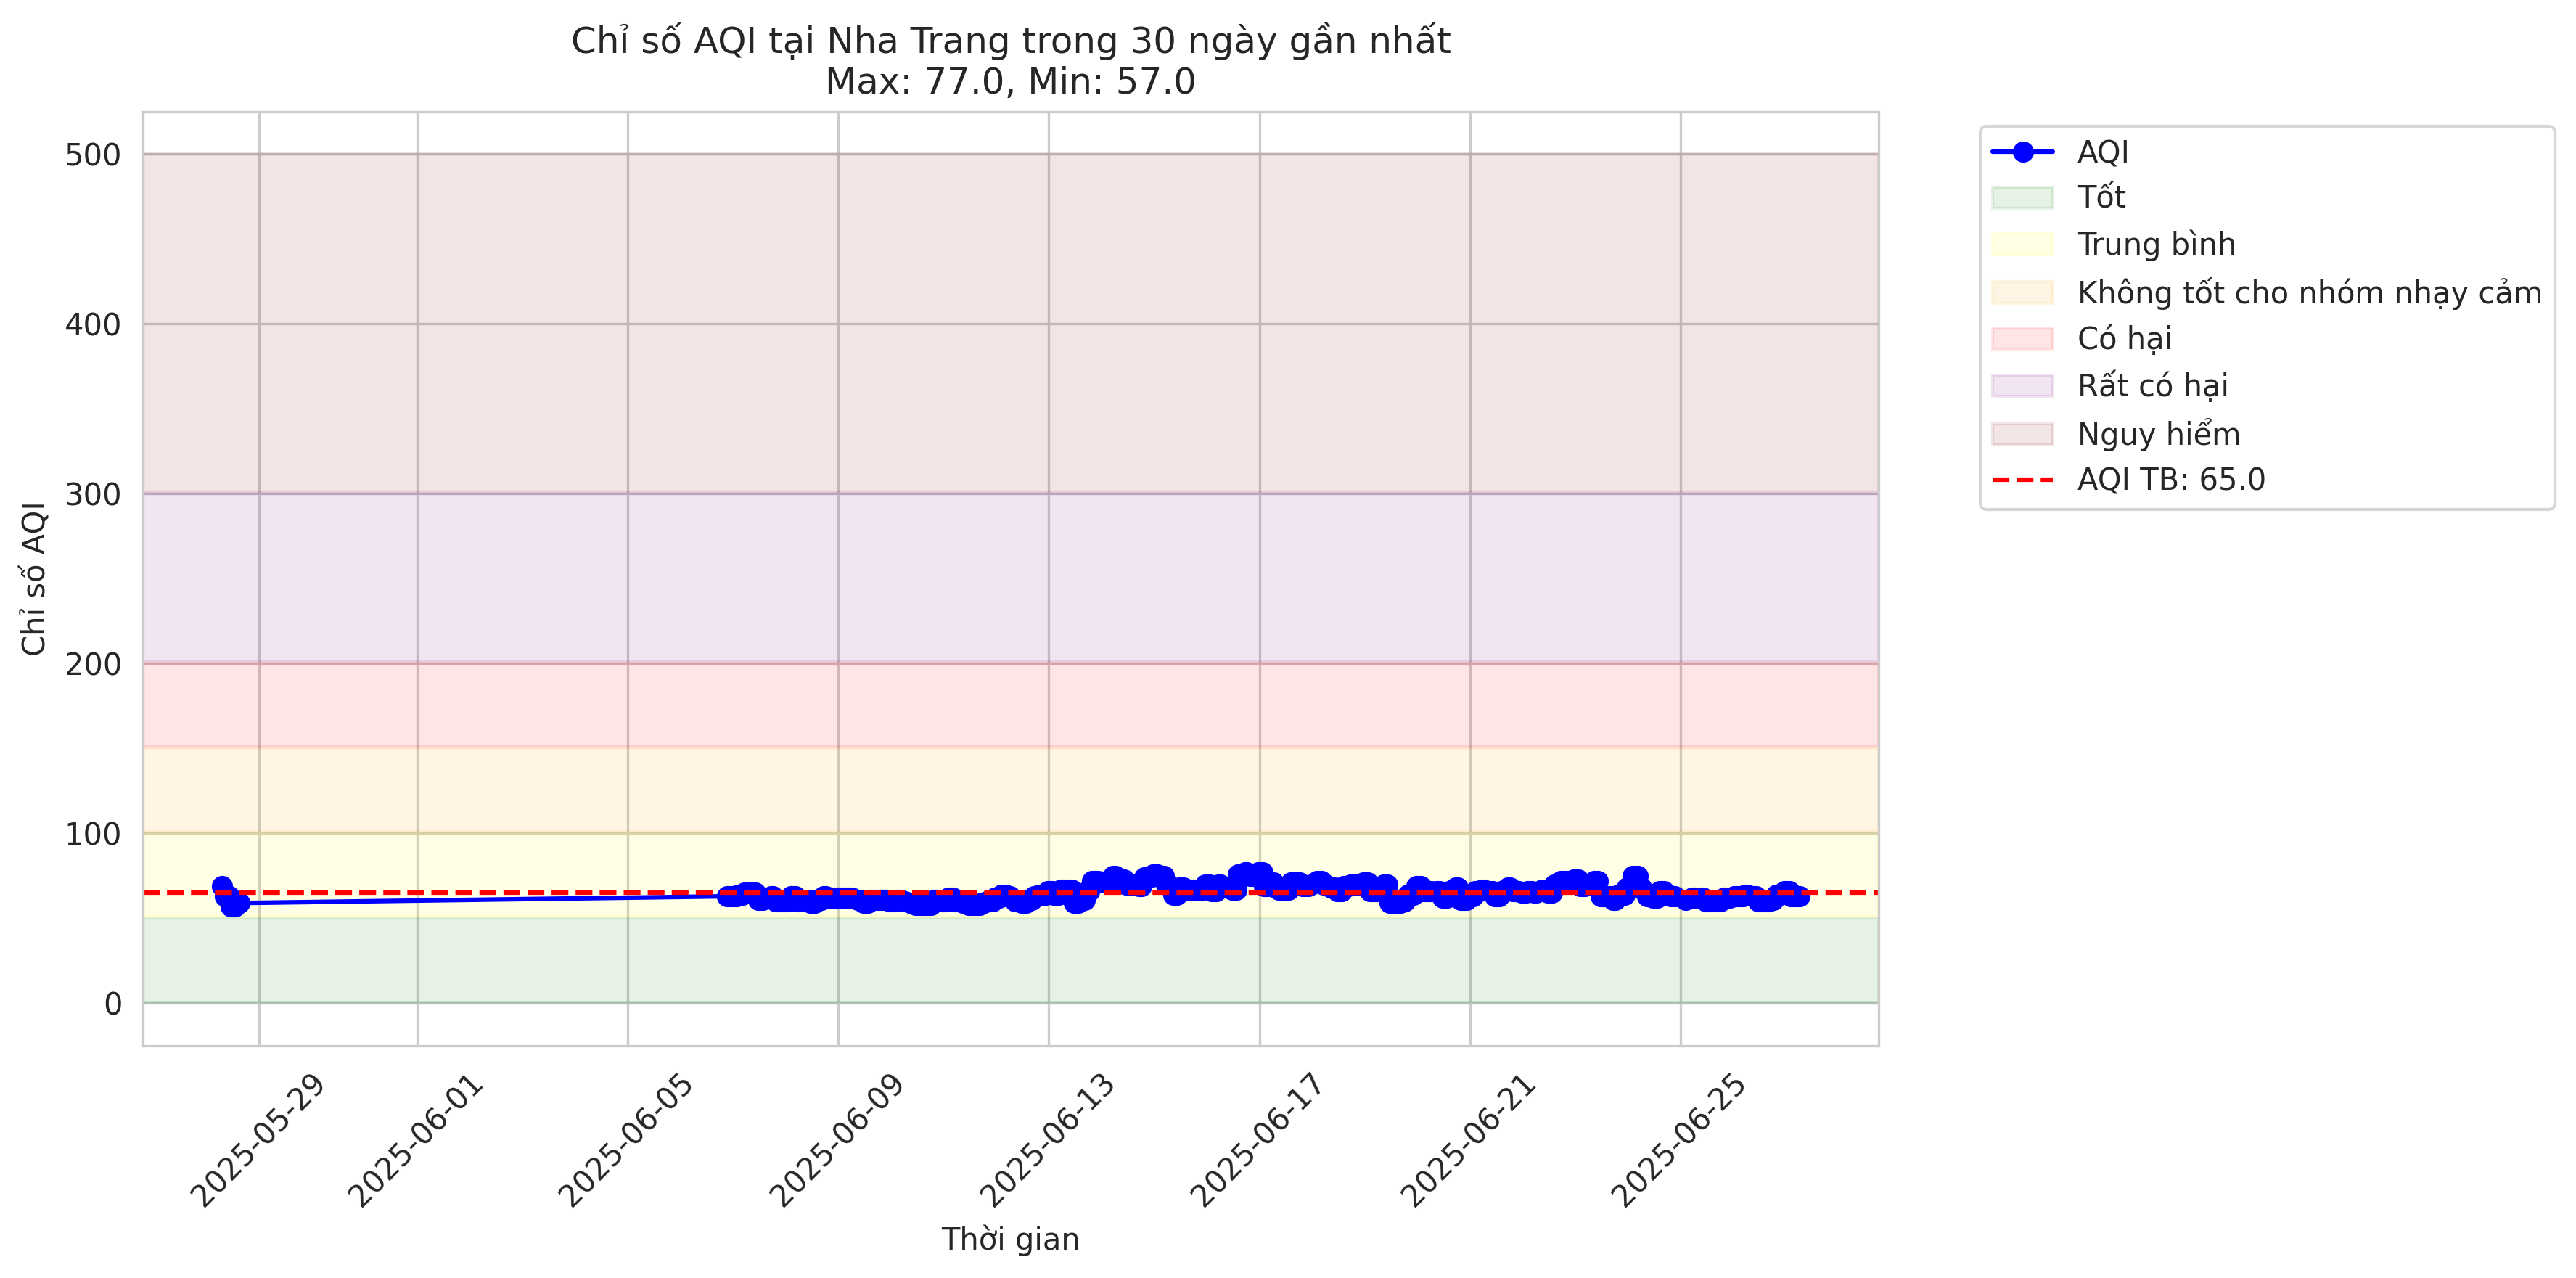 Chỉ số AQI tại Nha Trang trong 30 ngày gần nhất
Max: 77.0, Min: 57.0
Chỉ số AQI
500
400
300
200
100
0
2025-05-29
2025-06-01
2025-06-05
2025-06-09
2025-06-13
2025-06-17
2025-06-21
2025-06-25
Thời gian
AQI
Tốt
Trung bình
Không tốt cho nhóm nhạy cảm
Có hại
Rất có hại
Nguy hiểm
AQI TB: 65.0